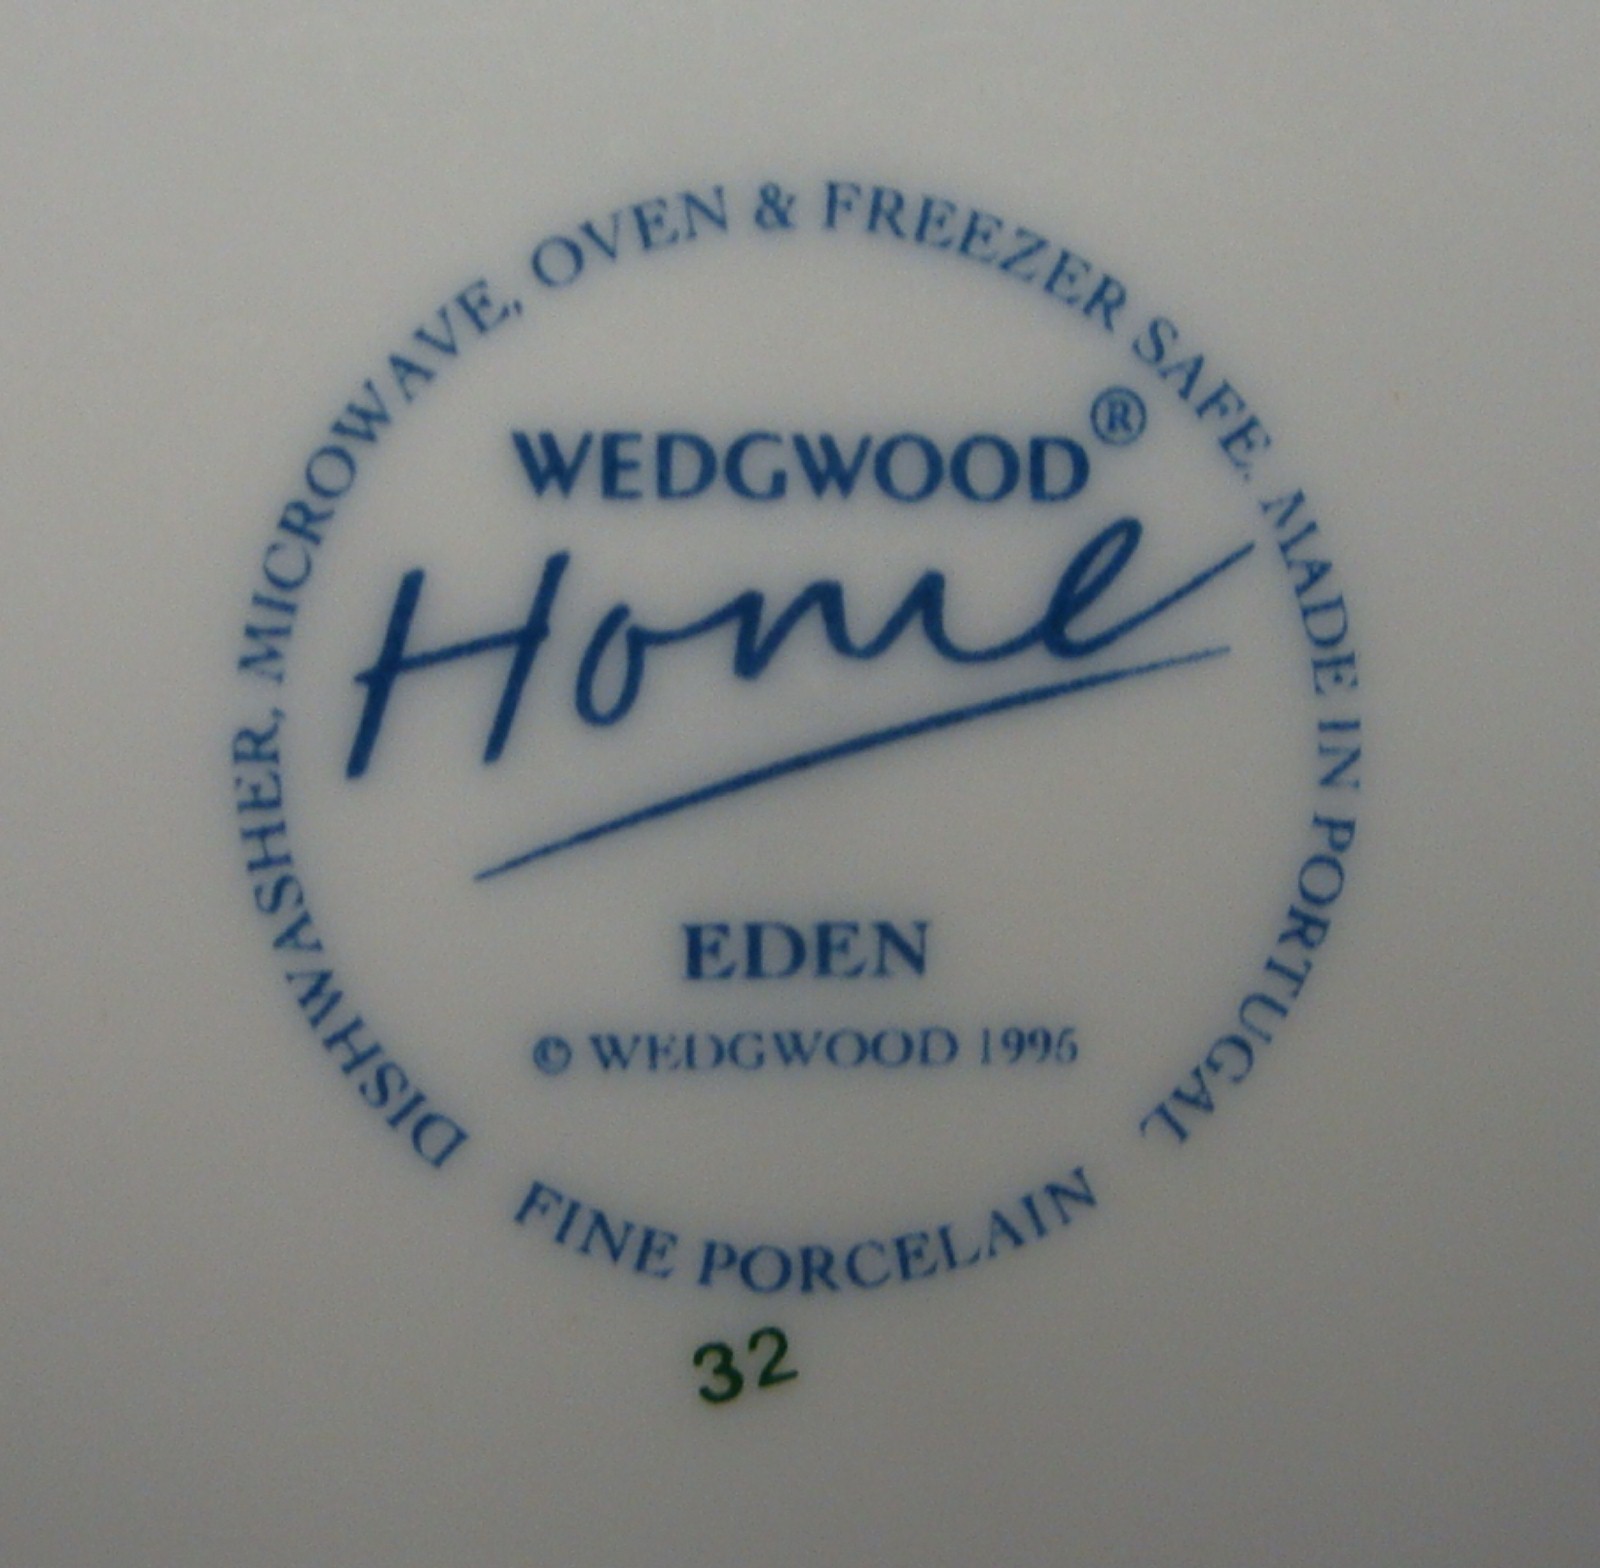 DISHWASHER, MICROWAVE, OVEN & FREEZER SAFE. MADE IN PORTUGAL
WEDGWOOD®
Home
EDEN
© WEDGWOOD 1995
FINE PORCELAIN
32